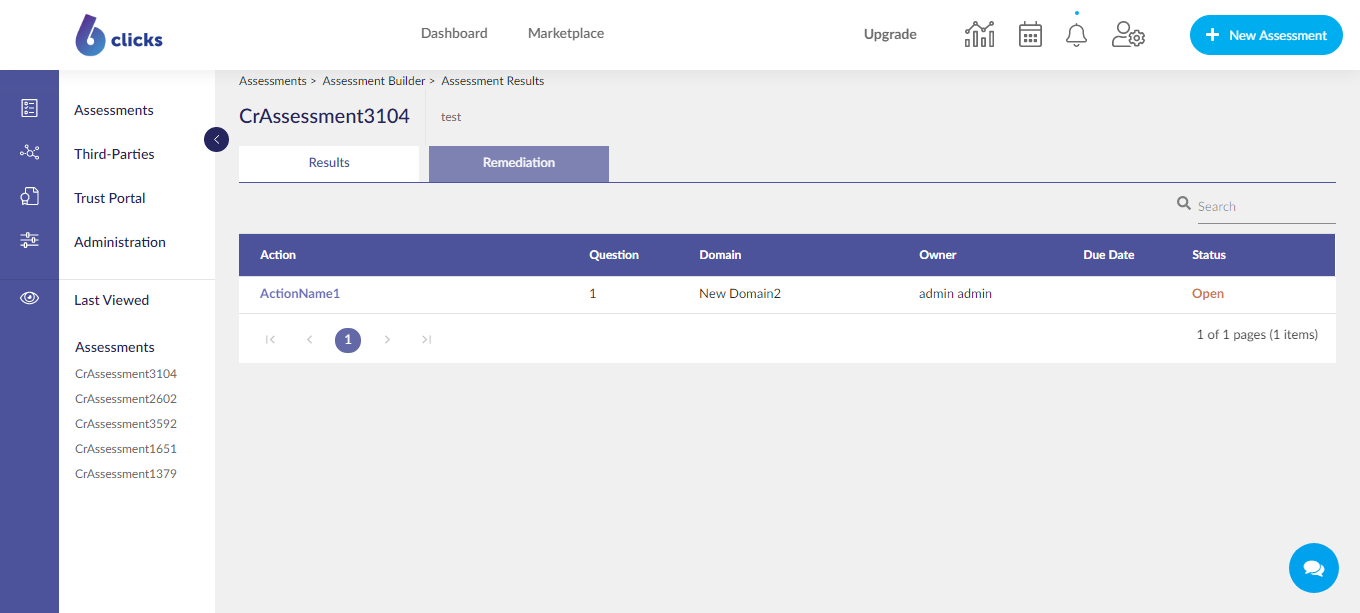 6clicks
Dashboard
Marketplace
Upgrade
+ New Assessment
Assessments
Third-Parties
Trust Portal
Administration
Last Viewed
Assessments
CrAssessment3104
CrAssessment2602
CrAssessment3592
CrAssessment1651
CrAssessment1379
Assessments > Assessment Builder > Assessment Results
CrAssessment3104 test
Results Remediation
Search
Action Question Domain Owner Due Date Status
ActionName1 1 New Domain2 admin admin Open
1
1 of 1 pages (1 items)